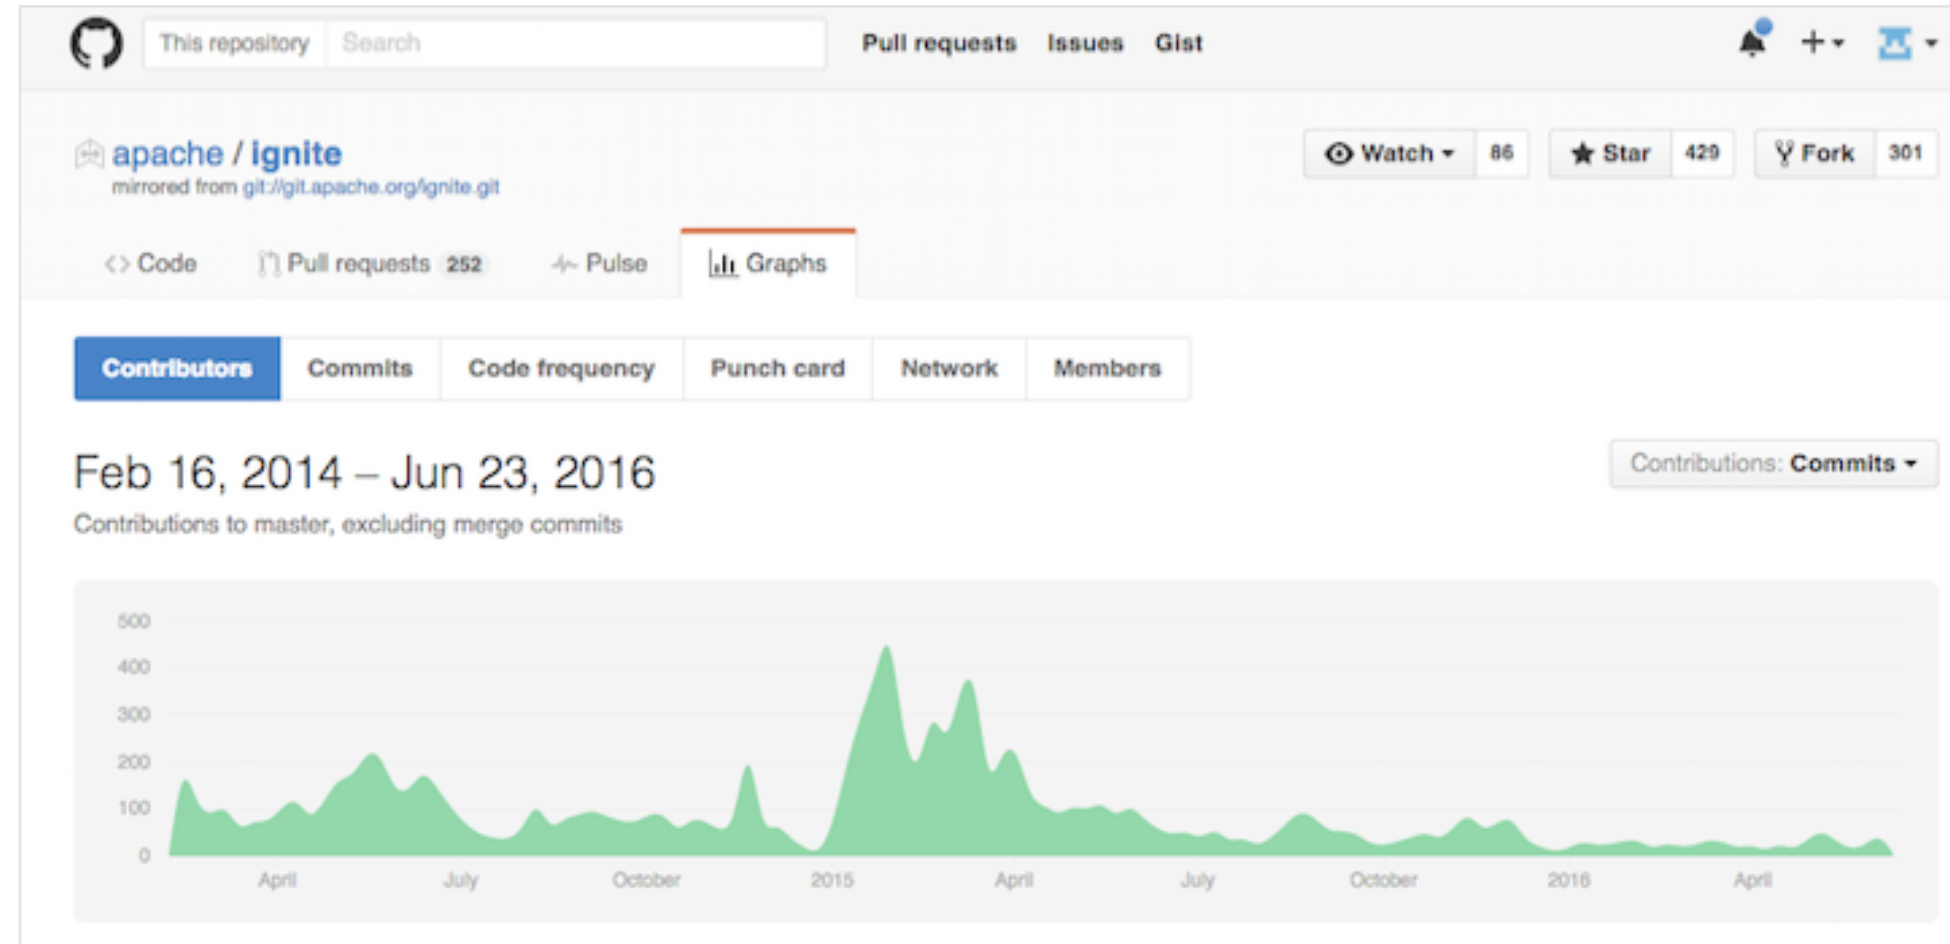 This repository Search Pull requests Issues Gist
apache / ignite Watch 86 Star 429 Fork 301
mirrored from git://git.apache.org/ignite.git
Code Pull requests 252 Pulse Graphs
Contributors Commits Code frequency Punch card Network Members
Feb 16, 2014 – Jun 23, 2016 Contributions: Commits
Contributions to master, excluding merge commits
500
400
300
200
100
0
April July October 2015 April July October 2016 April